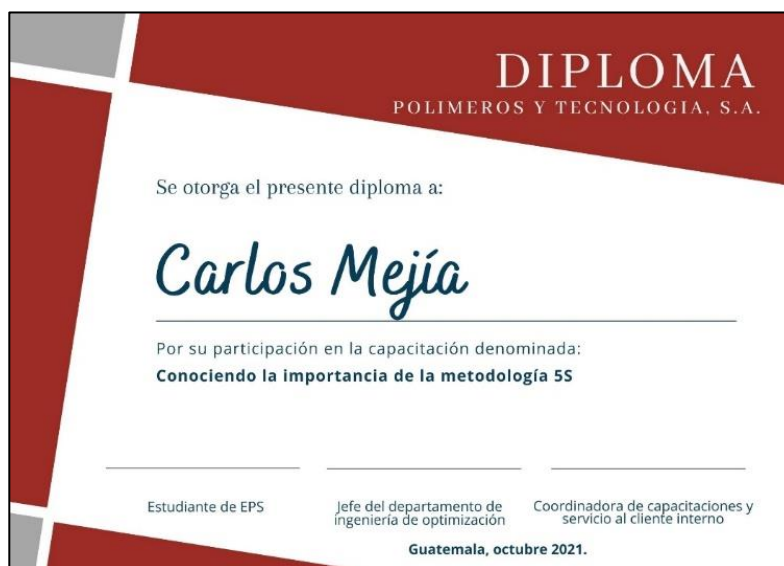 DIPLOMA
POLIMEROS Y TECNOLOGIA, S.A.
Se otorga el presente diploma a:
Carlos Mejía
Por su participación en la capacitación denominada:
Conociendo la importancia de la metodología 5S
Estudiante de EPS
Jefe del departamento de
ingeniería de optimización
Coordinadora de capacitaciones y
servicio al cliente interno
Guatemala, octubre 2021.